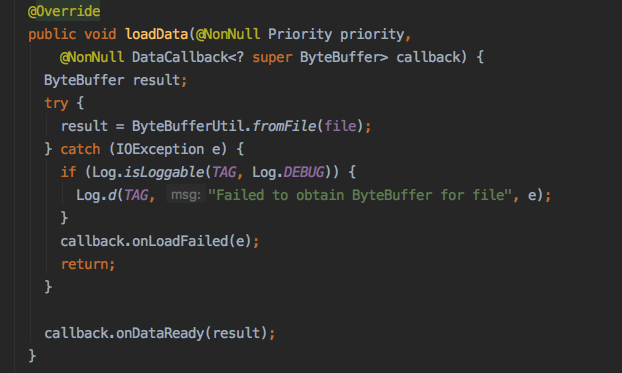 @Override
public void loadData(@NonNull Priority priority,
    @NonNull DataCallback<? super ByteBuffer> callback) {
  ByteBuffer result;
  try {
    result = ByteBufferUtil.fromFile(file);
  } catch (IOException e) {
    if (Log.isLoggable(TAG, Log.DEBUG)) {
      Log.d(TAG, msg: "Failed to obtain ByteBuffer for file", e);
    }
    callback.onLoadFailed(e);
    return;
  }
  callback.onDataReady(result);
}